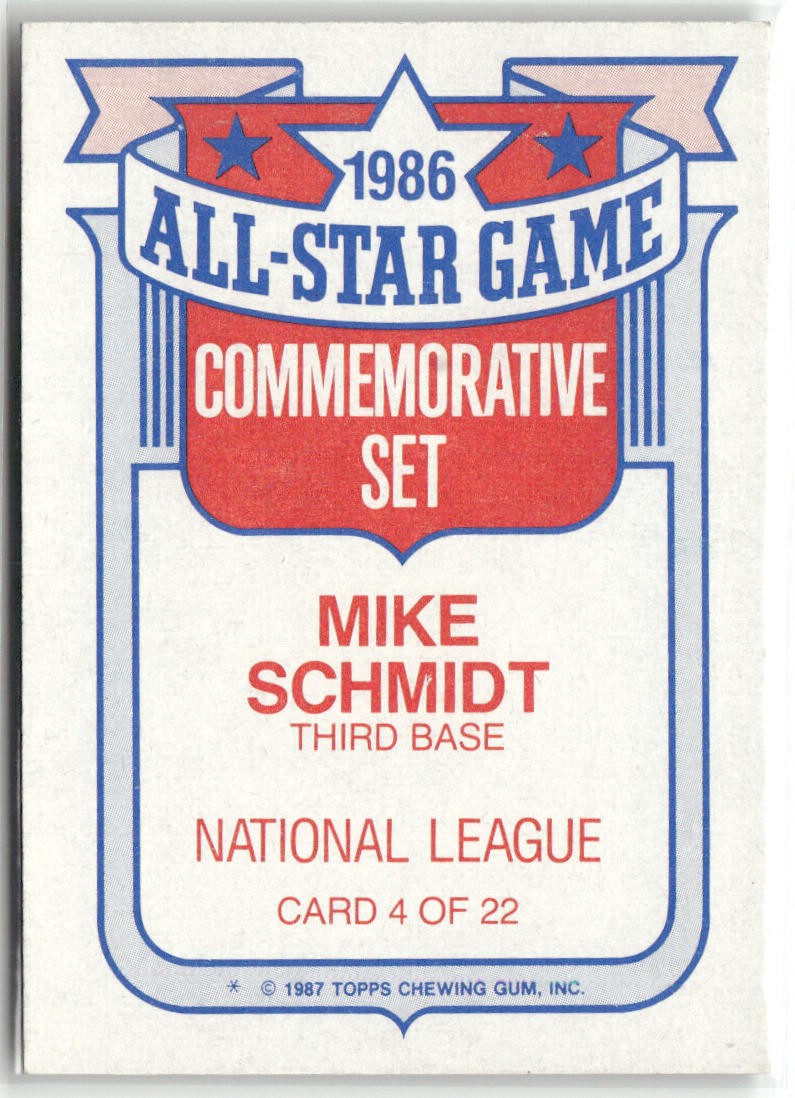 1986
ALL-STAR GAME
COMMEMORATIVE
SET
MIKE
SCHMIDT
THIRD BASE
NATIONAL LEAGUE
CARD 4 OF 22
* © 1987 TOPPS CHEWING GUM, INC.